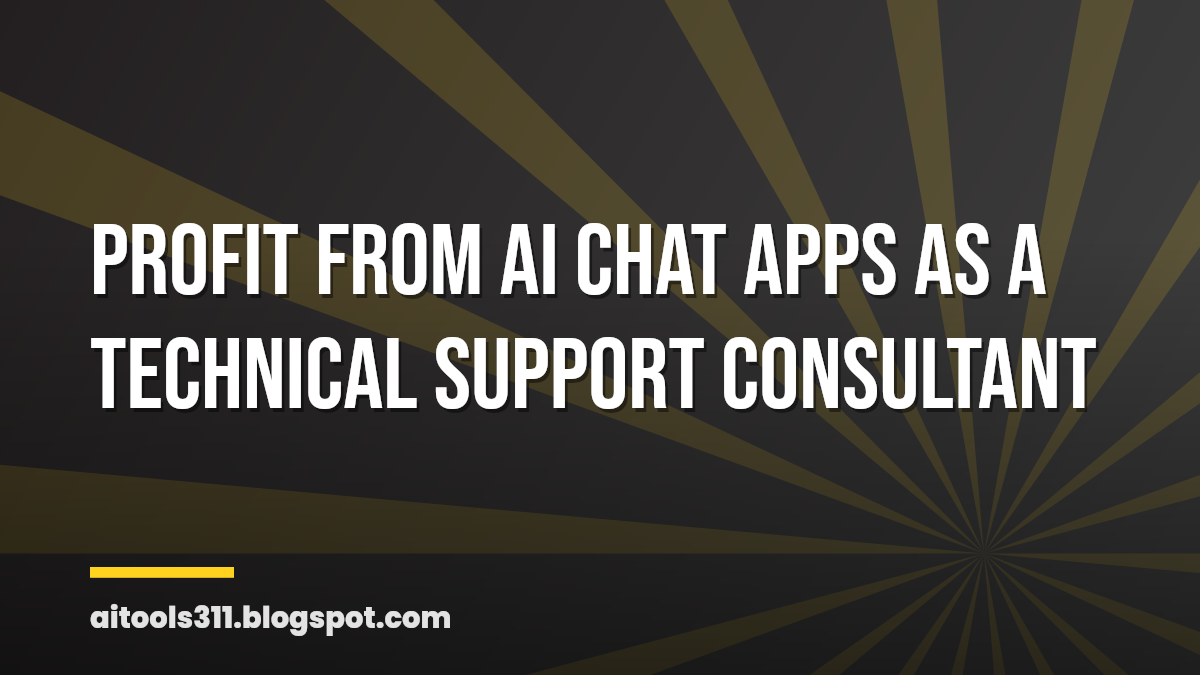 PROFIT FROM AI CHAT APPS AS A
TECHNICAL SUPPORT CONSULTANT
aitools311.blogspot.com